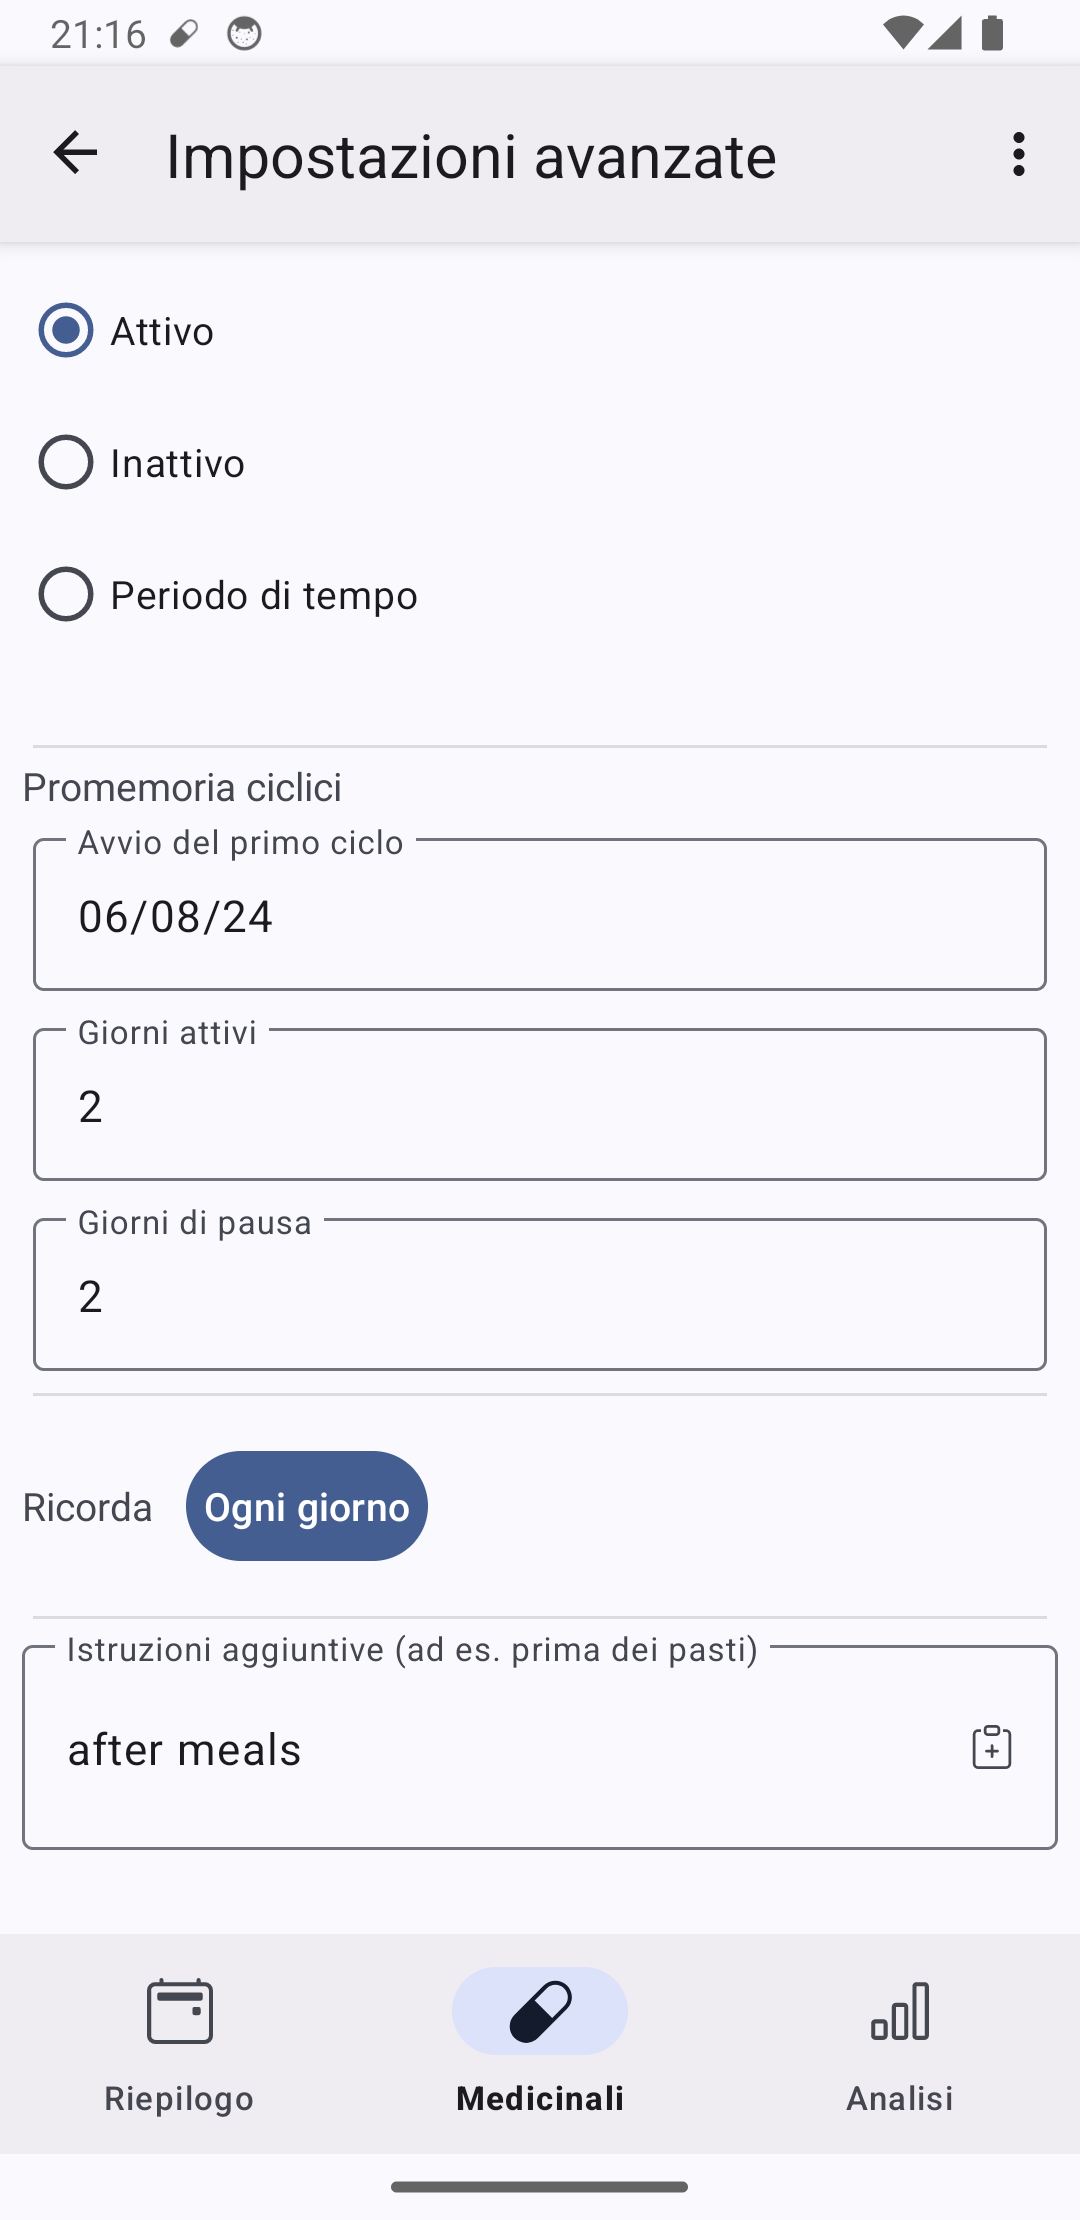 21:16
Impostazioni avanzate
Attivo
Inattivo
Periodo di tempo
Promemoria ciclici
Avvio del primo ciclo
06/08/24
Giorni attivi
2
Giorni di pausa
2
Ricorda Ogni giorno
Istruzioni aggiuntive (ad es. prima dei pasti)
after meals
Riepilogo Medicinali Analisi